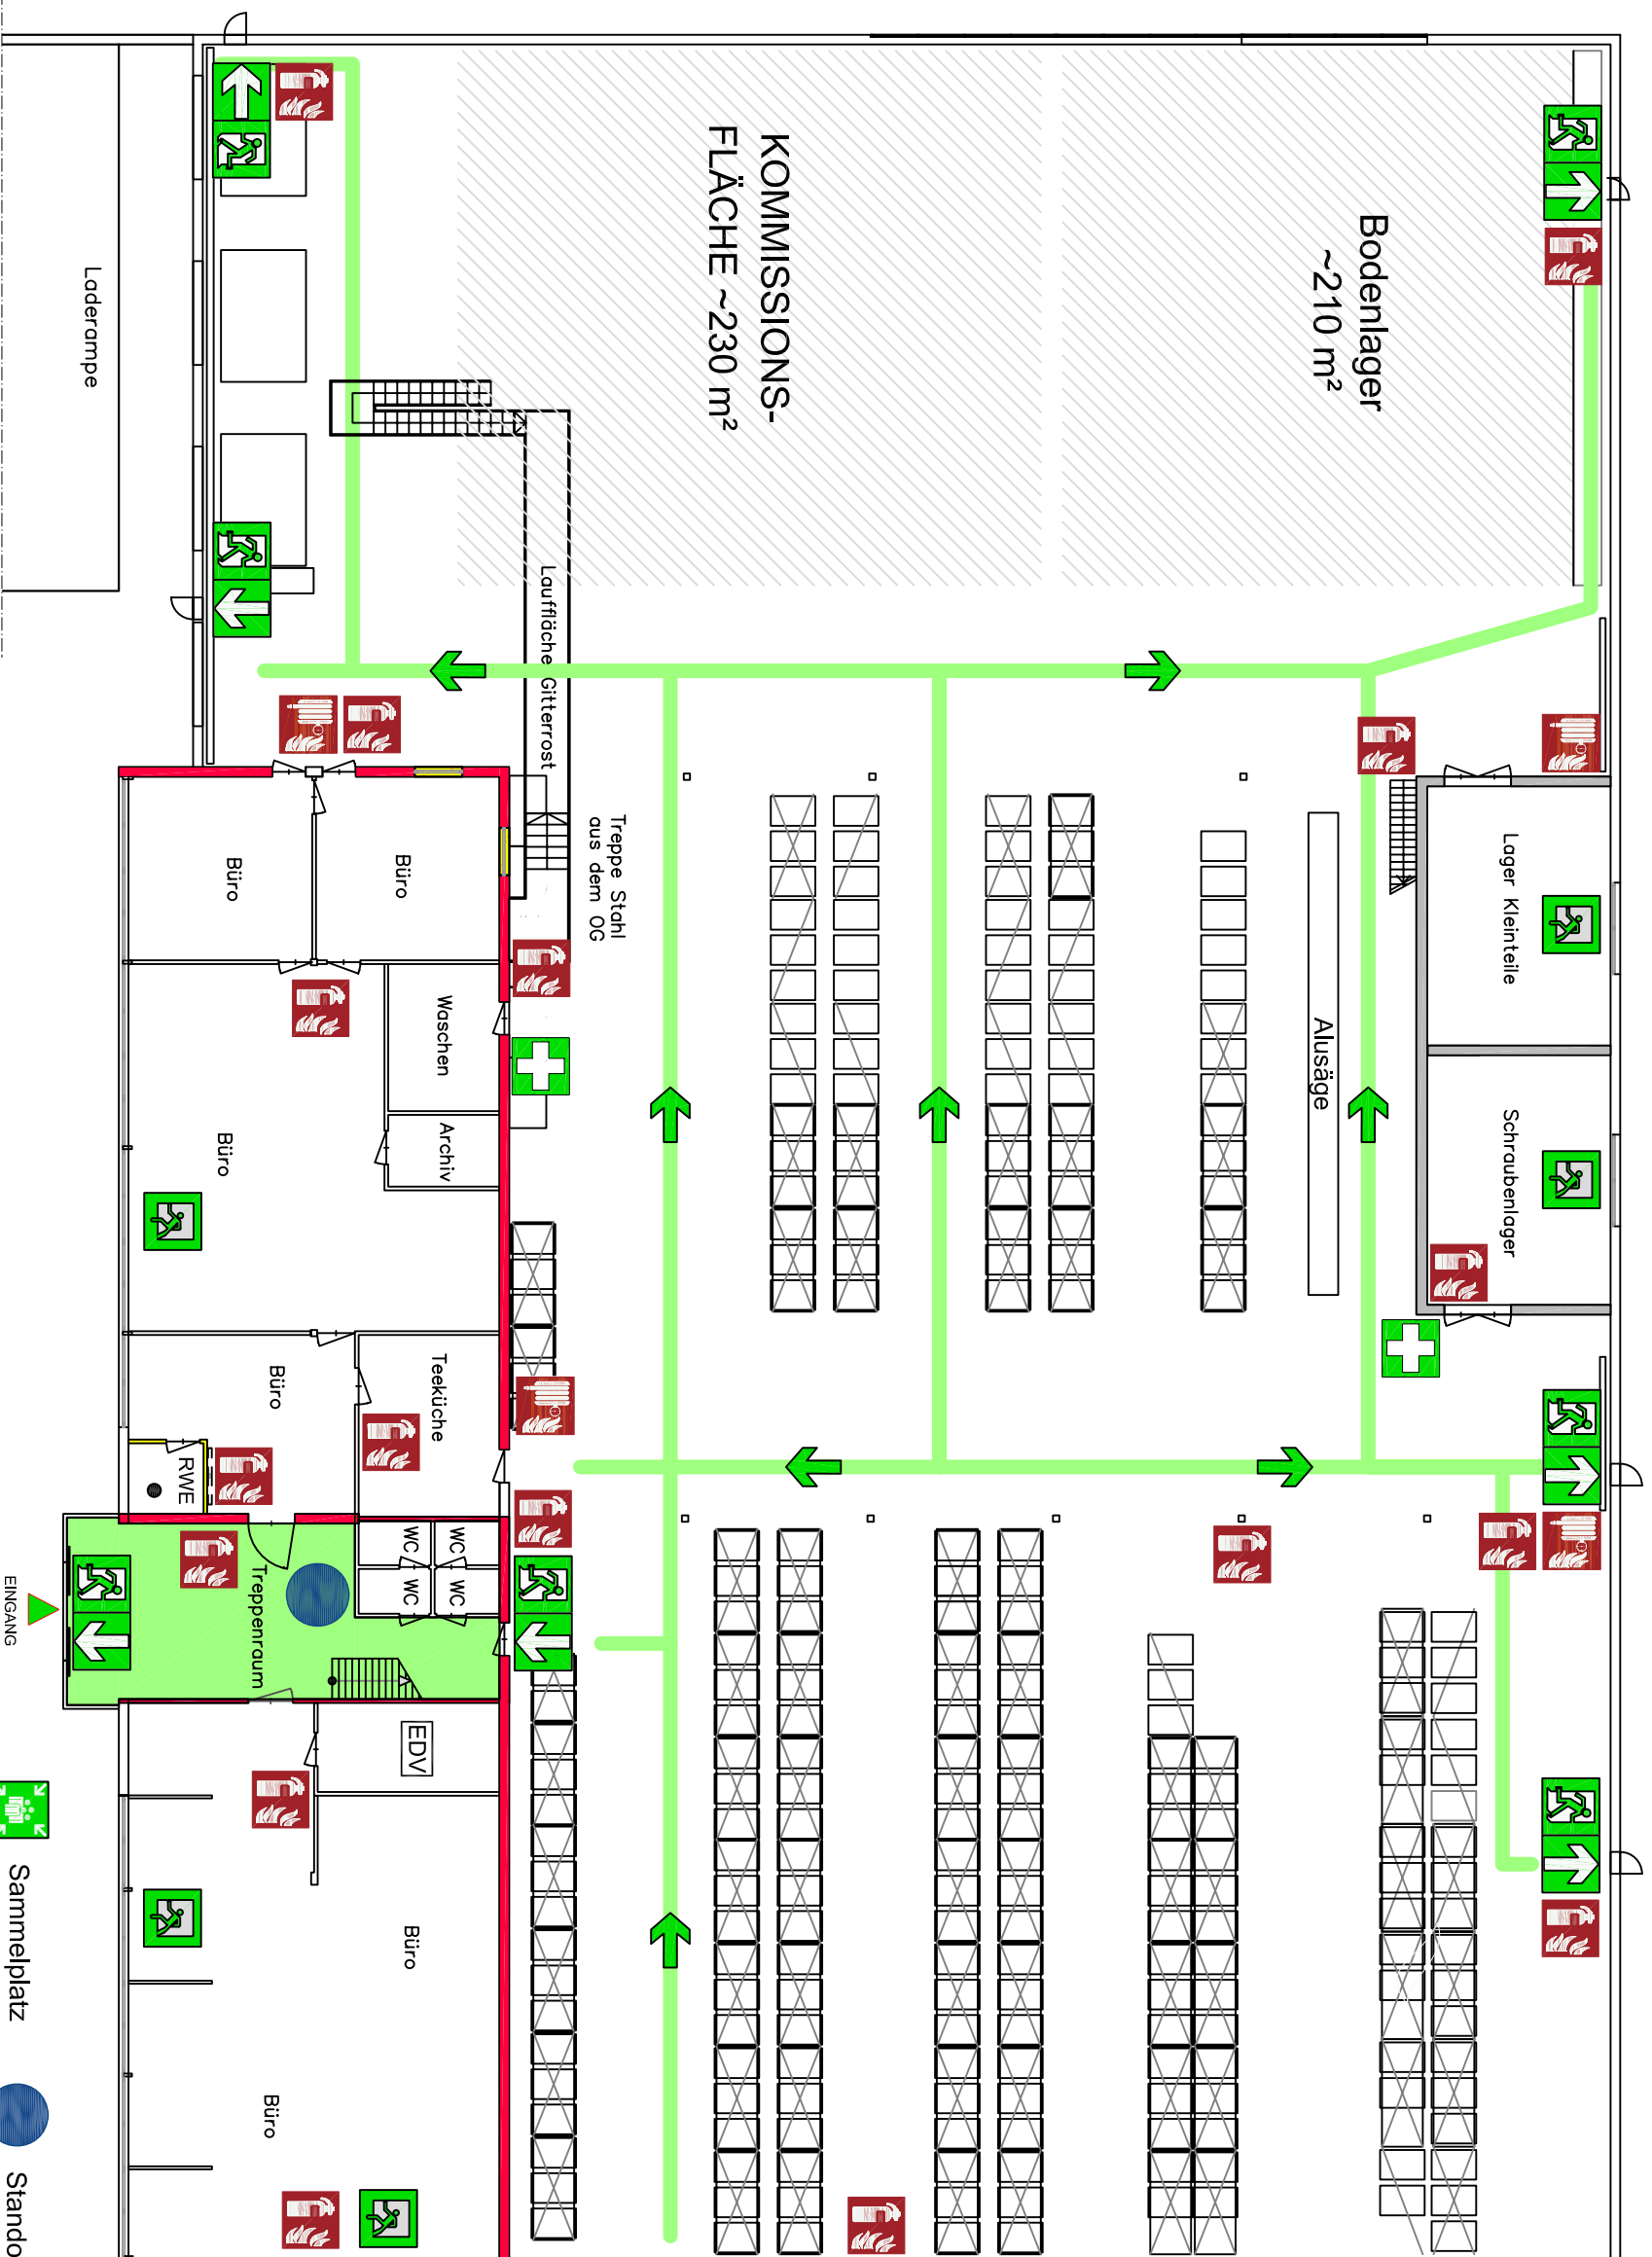 Bodenlager
~210 m²
KOMMISSIONS-
FLÄCHE ~230 m²
Laderampe
Lauffläche Gitterrost
Treppe Stahl
aus dem OG
Lager Kleinteile
Schraubenlager
Alusäge
Büro
Büro
Waschen
Archiv
Büro
Teeküche
Büro
RWE
WC
WC
WC
WC
Treppenraum
EINGANG
EDV
Büro
Büro
Sammelplatz
Stando